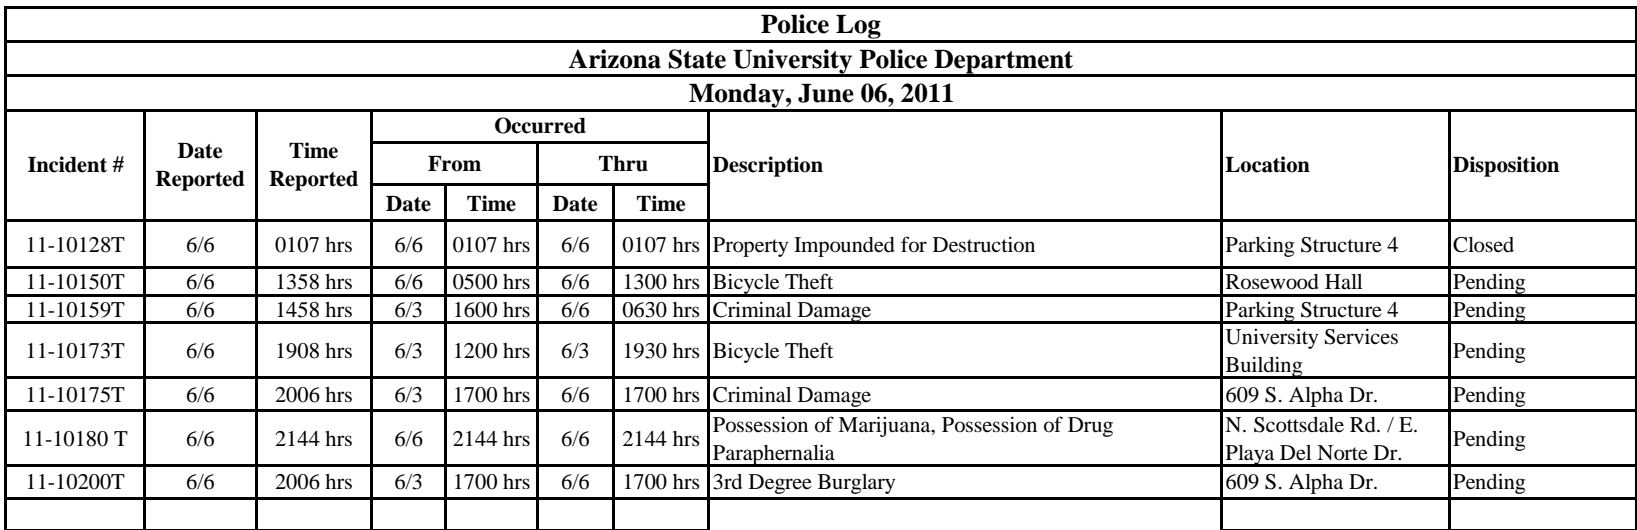 Police Log
Arizona State University Police Department
Monday, June 06, 2011
Incident # Date Reported Time Reported Occurred Description Location Disposition
From Thru
Date Time Date Time
11-10128T 6/6 0107 hrs 6/6 0107 hrs 6/6 0107 hrs Property Impounded for Destruction Parking Structure 4 Closed
11-10150T 6/6 1358 hrs 6/6 0500 hrs 6/6 1300 hrs Bicycle Theft Rosewood Hall Pending
11-10159T 6/6 1458 hrs 6/3 1600 hrs 6/6 0630 hrs Criminal Damage Parking Structure 4 Pending
11-10173T 6/6 1908 hrs 6/3 1200 hrs 6/3 1930 hrs Bicycle Theft University Services Building Pending
11-10175T 6/6 2006 hrs 6/3 1700 hrs 6/6 1700 hrs Criminal Damage 609 S. Alpha Dr. Pending
11-10180 T 6/6 2144 hrs 6/6 2144 hrs 6/6 2144 hrs Possession of Marijuana, Possession of Drug Paraphernalia N. Scottsdale Rd. / E. Playa Del Norte Dr. Pending
11-10200T 6/6 2006 hrs 6/3 1700 hrs 6/6 1700 hrs 3rd Degree Burglary 609 S. Alpha Dr. Pending